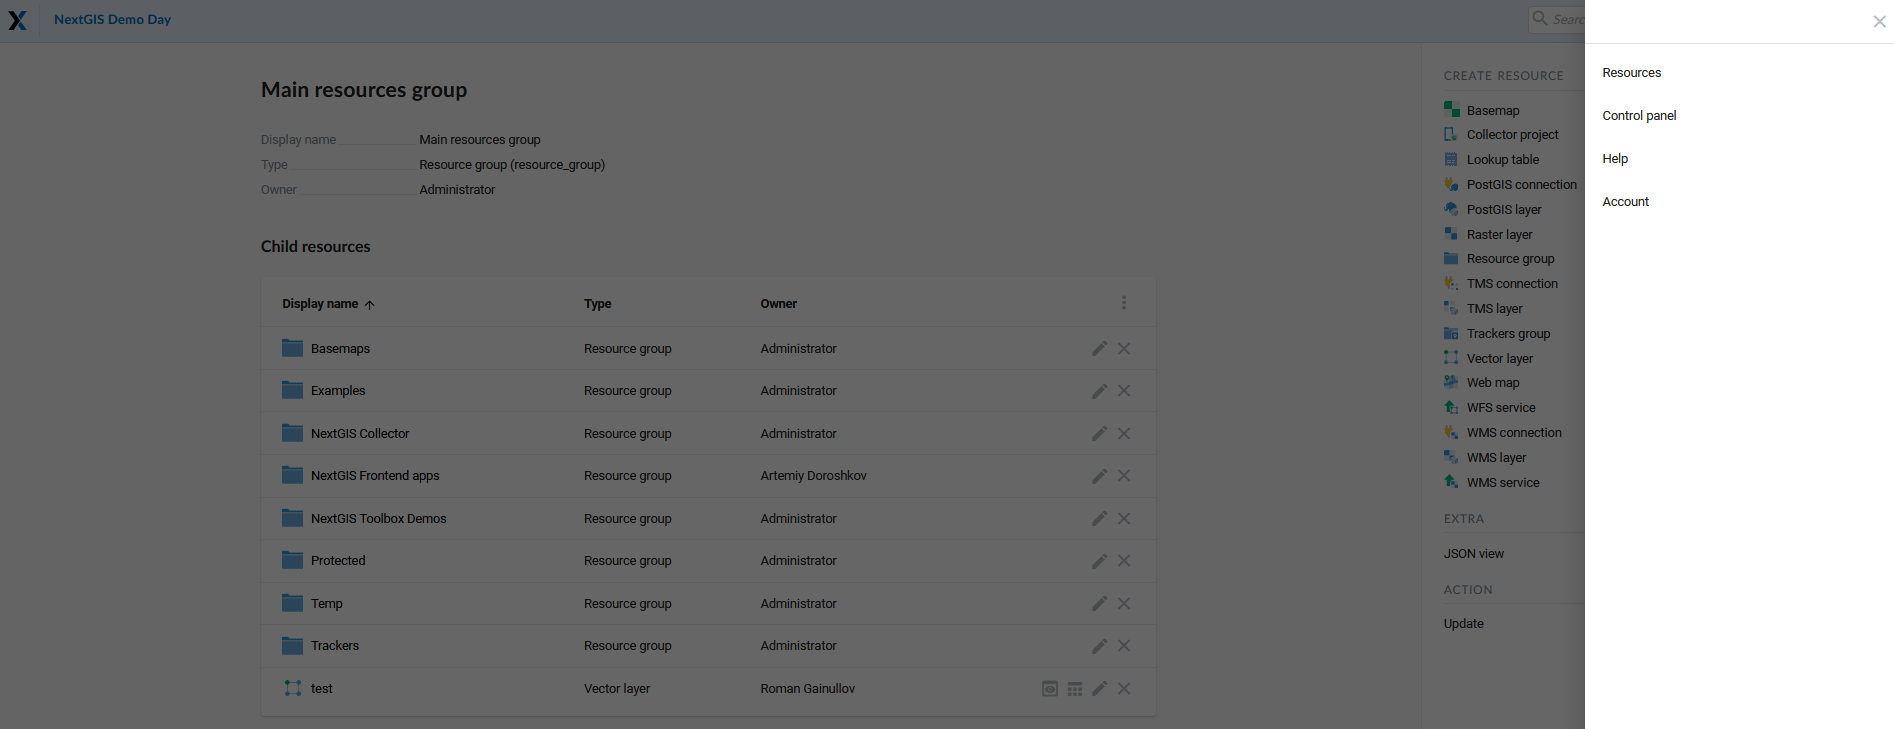 NextGIS Demo Day
Main resources group
Display name Main resources group
Type Resource group (resource_group)
Owner Administrator
Child resources
Display name Type Owner
Basemaps Resource group Administrator
Examples Resource group Administrator
NextGIS Collector Resource group Administrator
NextGIS Frontend apps Resource group Artemiy Doroshkov
NextGIS Toolbox Demos Resource group Administrator
Protected Resource group Administrator
Temp Resource group Administrator
Trackers Resource group Administrator
test Vector layer Roman Gainullov
CREATE RESOURCE
Basemap
Collector project
Lookup table
PostGIS connection
PostGIS layer
Raster layer
Resource group
TMS connection
TMS layer
Trackers group
Vector layer
Web map
WFS service
WMS connection
WMS layer
WMS service
EXTRA
JSON view
ACTION
Update
Resources
Control panel
Help
Account